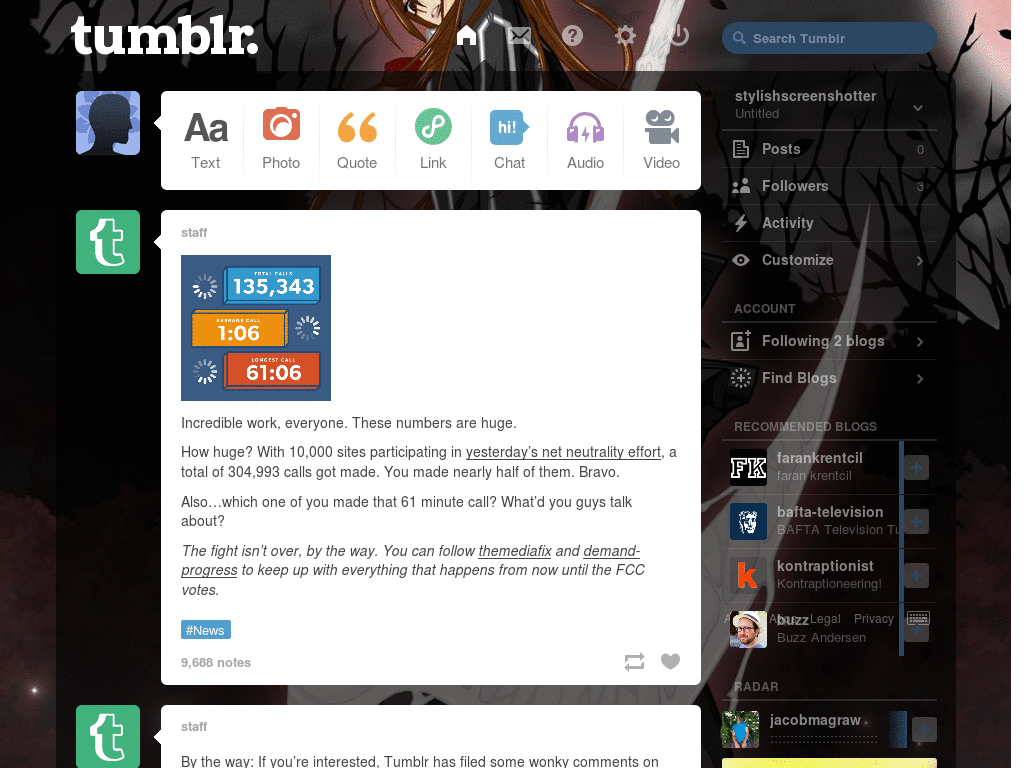 tumblr.
Search Tumblr
Aa
hi!
Text
Photo
Quote
Link
Chat
Audio
Video
stylishscreenshotter
Untitled
Posts 0
Followers 3
Activity
Customize
ACCOUNT
Following 2 blogs
Find Blogs
RECOMMENDED BLOGS
FK
farankrentcil
faran krentcil
bafta-television
BAFTA Television Tu
k
kontraptionist
Kontraptioneering!
buzz
Legal Privacy
Buzz Andersen
RADAR
jacobmagraw
t
staff
TOTAL CALLS
135,343
AVERAGE CALL
1:06
LONGEST CALL
61:06
Incredible work, everyone. These numbers are huge.
How huge? With 10,000 sites participating in yesterday's net neutrality effort, a
total of 304,993 calls got made. You made nearly half of them. Bravo.
Also…which one of you made that 61 minute call? What'd you guys talk
about?
The fight isn't over, by the way. You can follow themediafix and demand-
progress to keep up with everything that happens from now until the FCC
votes.
#News
9,688 notes
t
staff
By the way: If you're interested, Tumblr has filed some wonky comments on